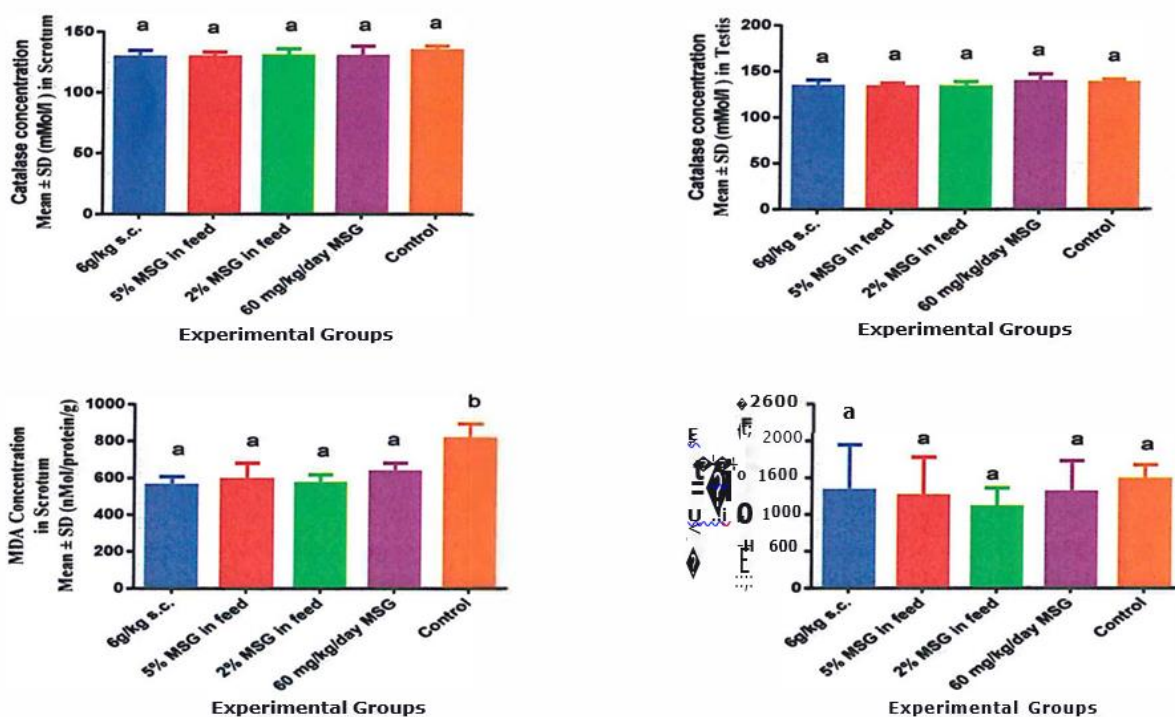 Catalase concentration
Mean ± SD (mMol/l ) in Scrotum
150
100
50
0
a
a
a
a
a
6g/kg s.c.
5% MSG in feed
2% MSG in feed
60 mg/kg/day MSG
Control
Experimental Groups
Catalase concentration
Mean ± SD (mMol/l ) in Testis
200
150
100
50
0
a
a
a
a
a
6g/kg s.c.
5% MSG in feed
2% MSG in feed
60 mg/kg/day MSG
Control
Experimental Groups
MDA Concentration
in Scrotum
Mean ± SD (nMol/protein/g)
1000
800
600
400
200
0
a
a
a
a
b
6g/kg s.c.
5% MSG in feed
2% MSG in feed
60 mg/kg/day MSG
Control
Experimental Groups
2600
2000
1600
1000
600
0
a
a
a
a
a
6g/kg s.c.
5% MSG in feed
2% MSG in feed
60 mg/kg/day MSG
Control
Experimental Groups